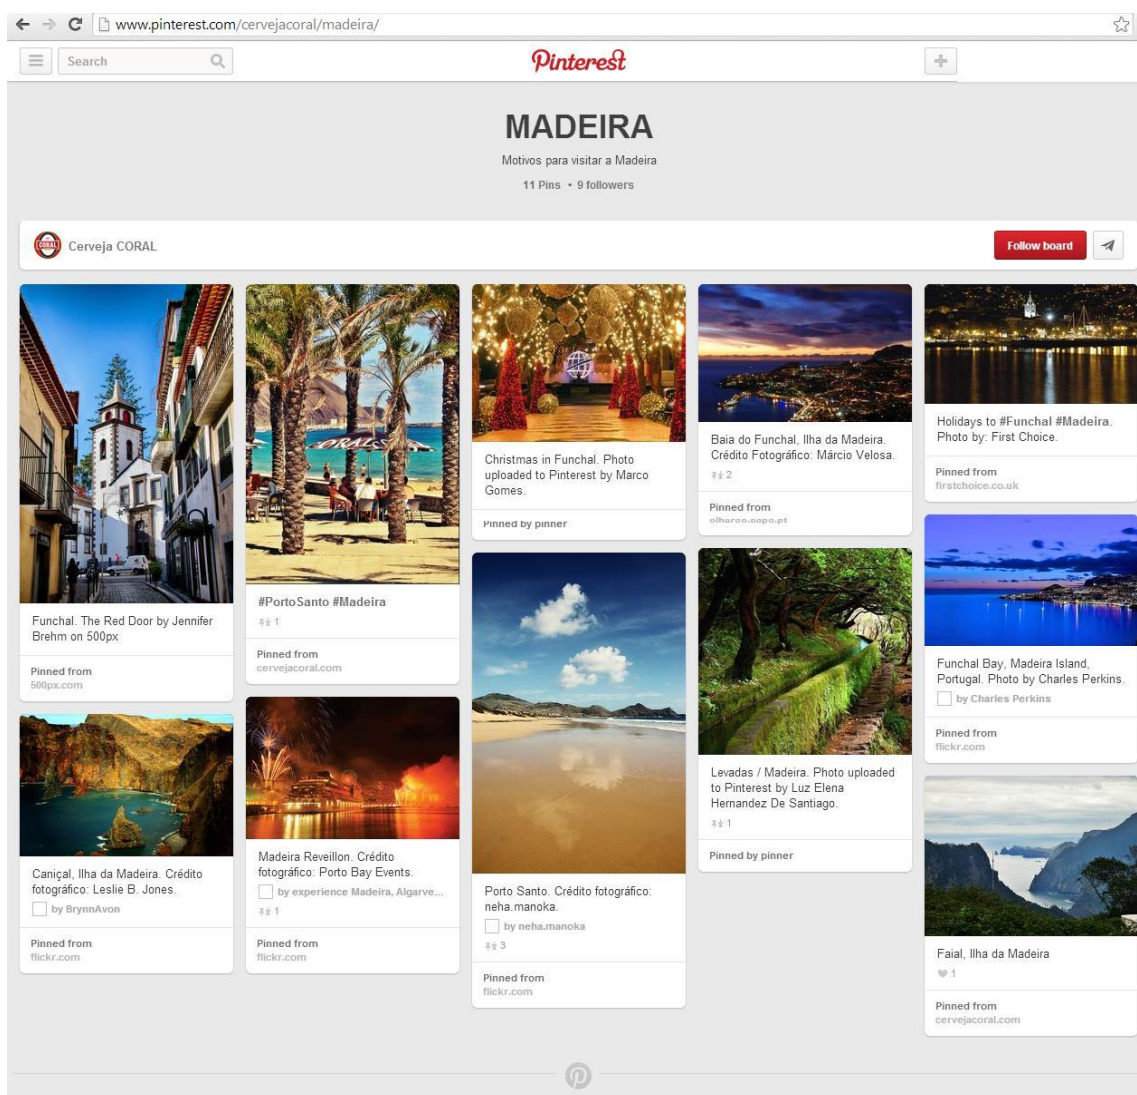 www.pinterest.com/cervejacoral/madeira/
Search
Pinterest
MADEIRA
Motivos para visitar a Madeira
11 Pins • 9 followers
CORAL
Cerveja CORAL
Follow board
Funchal. The Red Door by Jennifer
Brehm on 500px
Pinned from
500px.com
Caniçal, Ilha da Madeira. Crédito
fotográfico: Leslie B. Jones.
by BrynnAvon
Pinned from
flickr.com
CORALS
#PortoSanto #Madeira
1
Pinned from
cervejacoral.com
Madeira Reveillon. Crédito
fotográfico: Porto Bay Events.
by experience Madeira, Algarve...
1
Pinned from
flickr.com
Christmas in Funchal. Photo
uploaded to Pinterest by Marco
Gomes.
Pinned by pinner
Porto Santo. Crédito fotográfico:
neha.manoka.
by neha.manoka
3
Pinned from
flickr.com
Baia do Funchal, Ilha da Madeira.
Crédito Fotográfico: Márcio Velosa.
2
Pinned from
olhares.sapo.pt
Levadas / Madeira. Photo uploaded
to Pinterest by Luz Elena
Hernandez De Santiago.
1
Pinned by pinner
Holidays to #Funchal #Madeira.
Photo by: First Choice.
Pinned from
firstchoice.co.uk
Funchal Bay, Madeira Island,
Portugal. Photo by Charles Perkins.
by Charles Perkins
Pinned from
flickr.com
Faial, Ilha da Madeira
1
Pinned from
cervejacoral.com